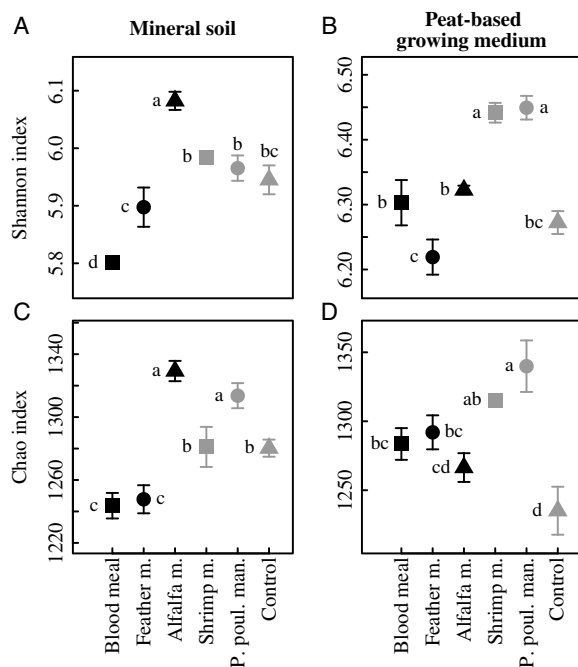 A
Mineral soil
B
Peat-based
growing medium
Shannon index
6.1
6.0
5.9
5.8
a
b
b
bc
c
d
6.50
6.40
6.30
6.20
a
a
b
b
bc
c
C
Chao index
1340
1300
1260
1220
a
a
b
b
c
c
D
1350
1300
1250
a
ab
bc
bc
cd
d
Blood meal
Feather m.
Alfalfa m.
Shrimp m.
P. poul. man.
Control
Blood meal
Feather m.
Alfalfa m.
Shrimp m.
P. poul. man.
Control